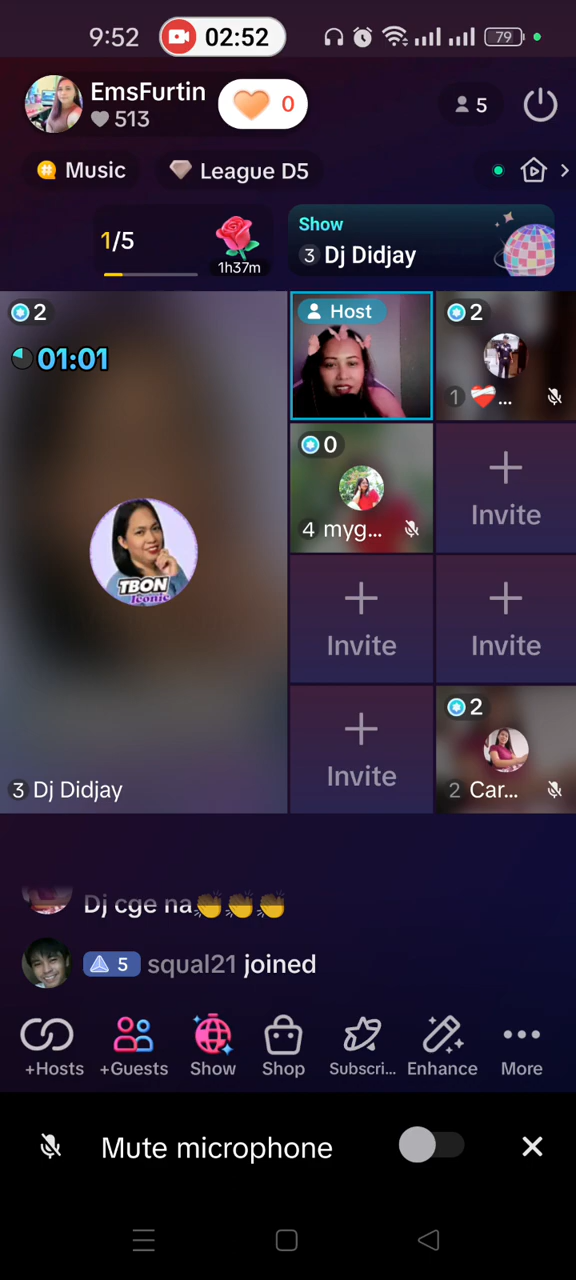 9:52
02:52
79
EmsFurtin
513
0
5
Music
League D5
1/5
1h37m
Show
3 Dj Didjay
2
01:01
Host
2
1 ❤️‍🩹...
0
4 myg...
Invite
TBON
Iconic
Invite
Invite
Invite
2
2 Car...
3 Dj Didjay
Dj cge na👏👏👏
5 squal21 joined
+Hosts
+Guests
Show
Shop
Subscri...
Enhance
More
Mute microphone